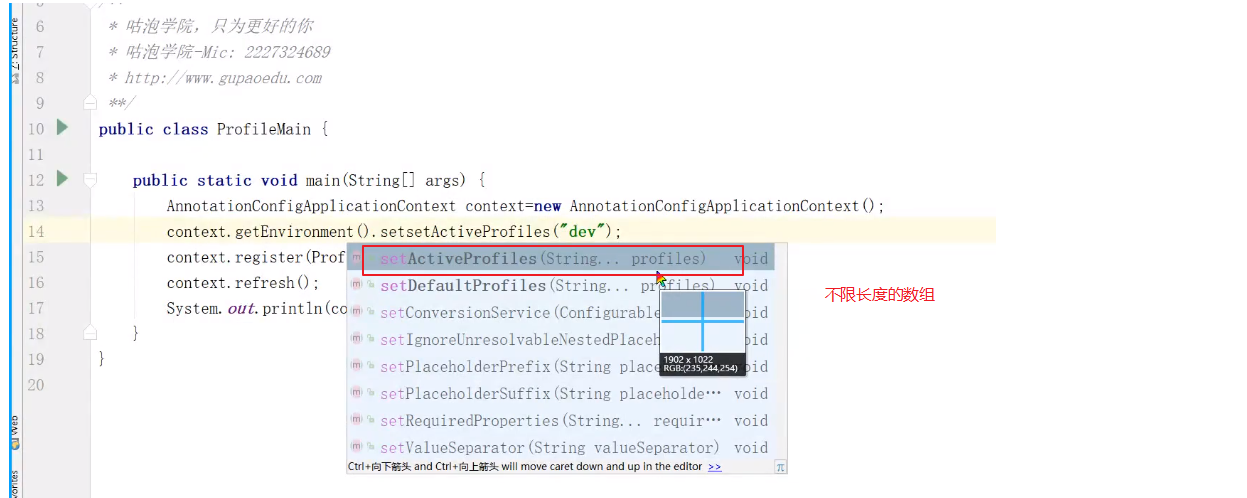 Z: Structure
6 * 咕泡学院，只为更好的你
7 * 咕泡学院-Mic: 2227324689
8 * http://www.gupaoedu.com
9 **/
10 public class ProfileMain {
11
12 public static void main(String[] args) {
13 AnnotationConfigApplicationContext context=new AnnotationConfigApplicationContext();
14 context.getEnvironment().setsetActiveProfiles("dev");
15 context.register(Prof
16 context.refresh();
17 System.out.println(co
18 }
19 }
20
setActiveProfiles(String... profiles) void
setDefaultProfiles(String... profiles) void
setConversionService(Configurable void
setIgnoreUnresolvableNestedPlaceh void
setPlaceholderPrefix(String place void
setPlaceholderSuffix(String placeholde… void
setRequiredProperties(String... requir… void
setValueSeparator(String valueSeparator) void
Ctrl+向下箭头 and Ctrl+向上箭头 will move caret down and up in the editor >>
π
1902 x 1022
RGB:(235,244,254)
不限长度的数组
Web